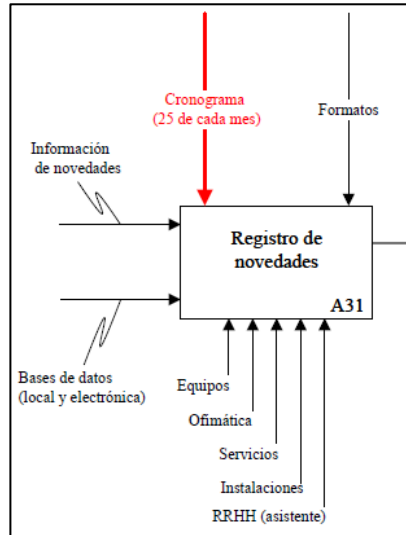 Cronograma
(25 de cada mes)
Formatos
Información
de novedades
Registro de
novedades
A31
Bases de datos
(local y electrónica)
Equipos
Ofimática
Servicios
Instalaciones
RRHH (asistente)